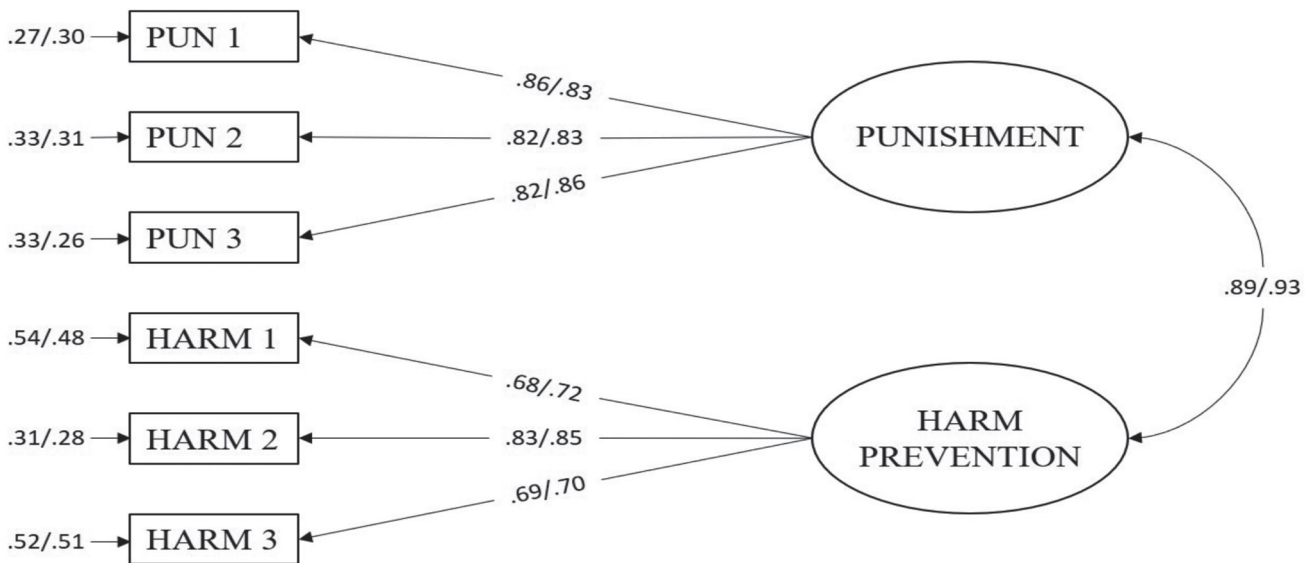 .27/.30
PUN 1
.86/.83
.33/.31
PUN 2
.82/.83
PUNISHMENT
.33/.26
PUN 3
.82/.86
.89/.93
.54/.48
HARM 1
.68/.72
.31/.28
HARM 2
.83/.85
HARM
PREVENTION
.52/.51
HARM 3
.69/.70